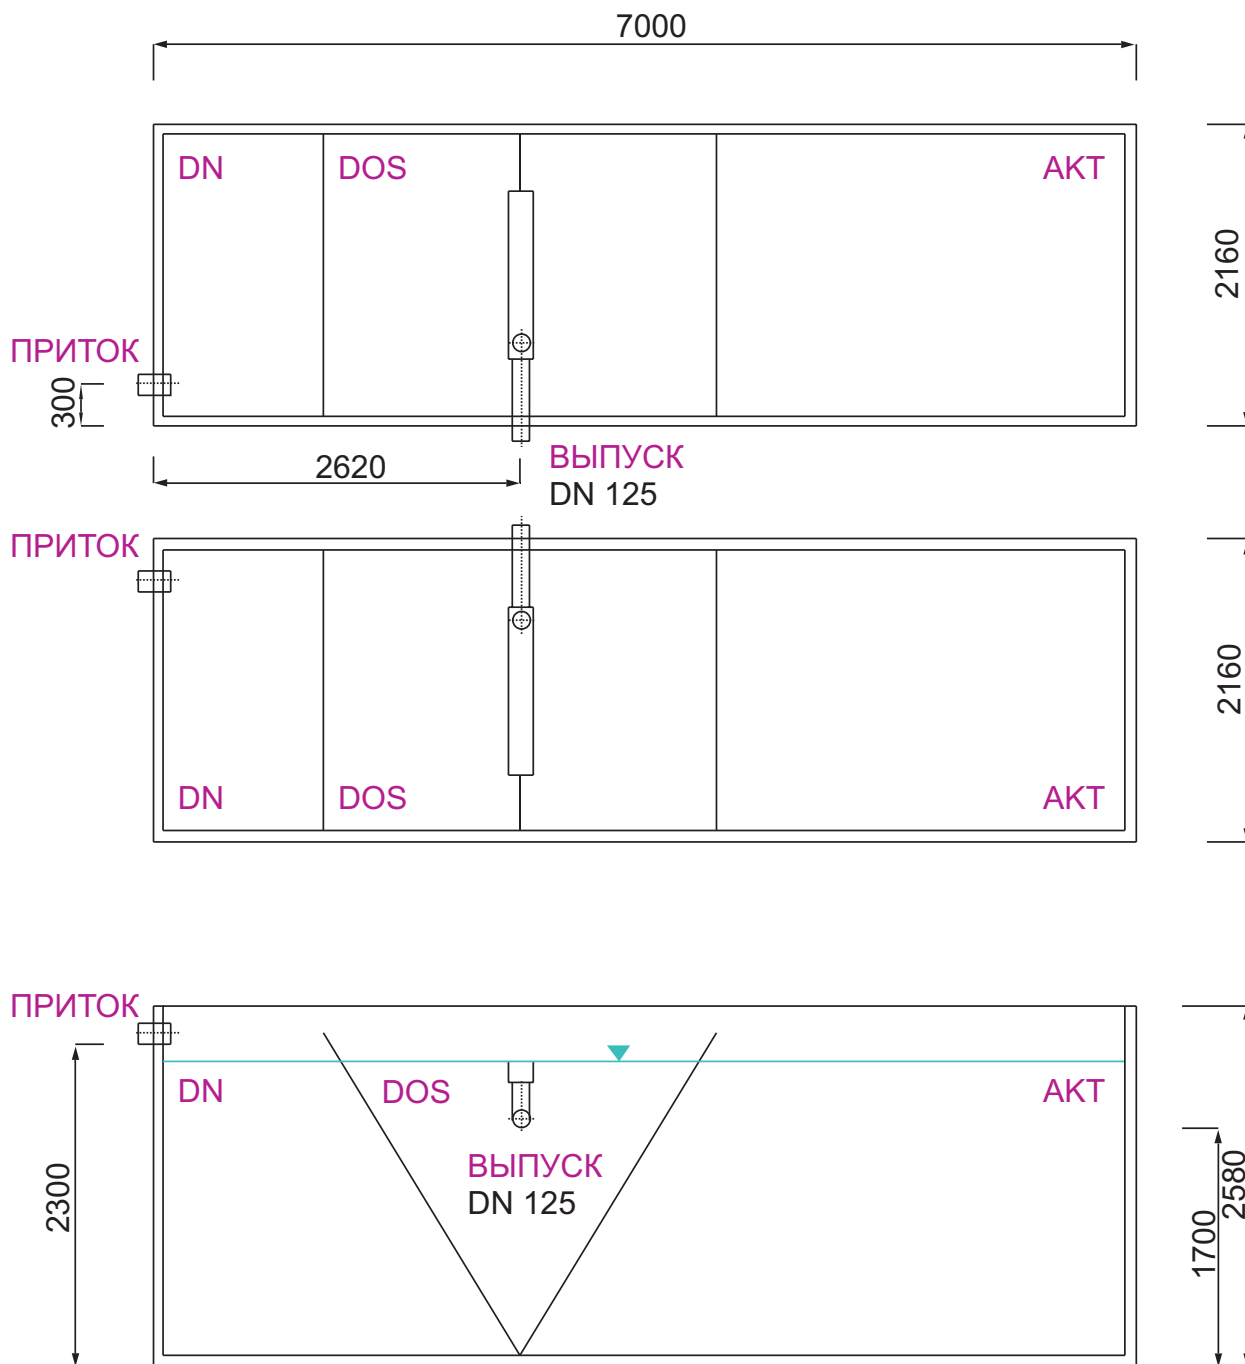 7000
DN
DOS
AKT
2160
ПРИТОК
300
2620
ВЫПУСК
DN 125
ПРИТОК
2160
DN
DOS
AKT
ПРИТОК
DN
DOS
AKT
ВЫПУСК
DN 125
2300
1700
2580